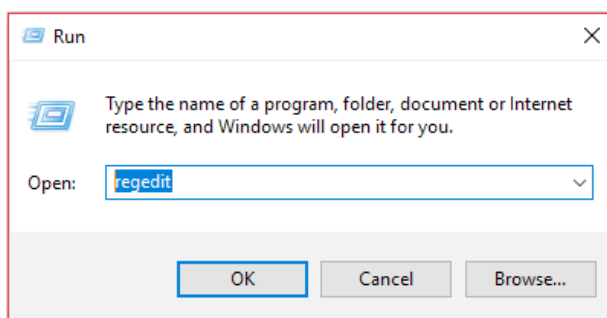 Run
Type the name of a program, folder, document or Internet
resource, and Windows will open it for you.
Open: regedit
OK Cancel Browse...